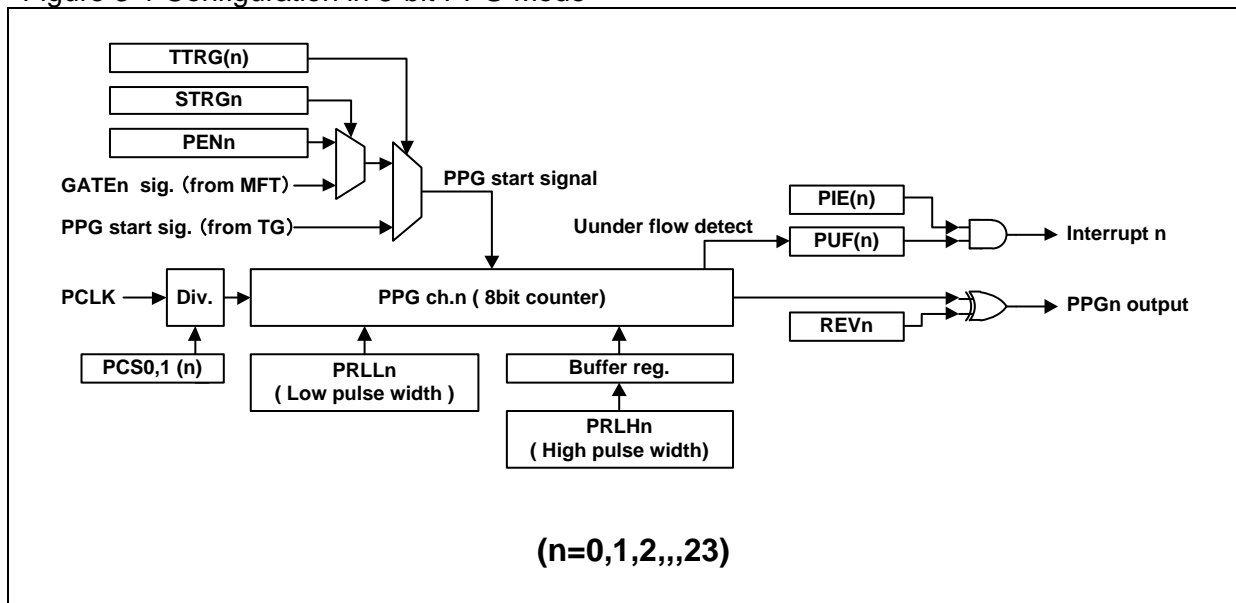 TTRG(n)
STRGn
PENn
GATEn sig. (from MFT)
PPG start sig. (from TG)
PPG start signal
PIE(n)
Interrupt n
Uunder flow detect
PUF(n)
PCLK
Div.
PPG ch.n ( 8bit counter)
PPGn output
REVn
PCS0,1 (n)
PRLLn
( Low pulse width )
Buffer reg.
PRLHn
( High pulse width)
(n=0,1,2,,,23)